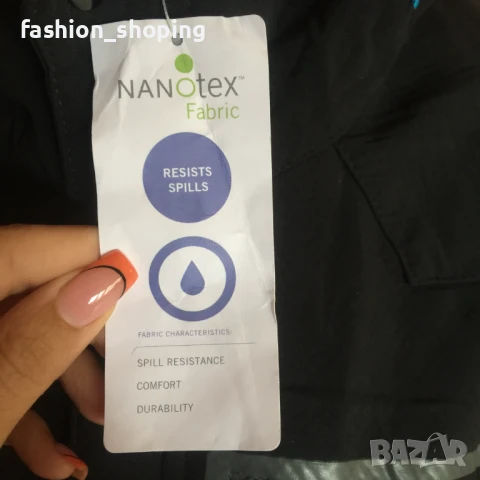 fashion_shoping
NANOtex™
Fabric
RESISTS
SPILLS
FABRIC CHARACTERISTICS:
SPILL RESISTANCE
COMFORT
DURABILITY
BAZAR